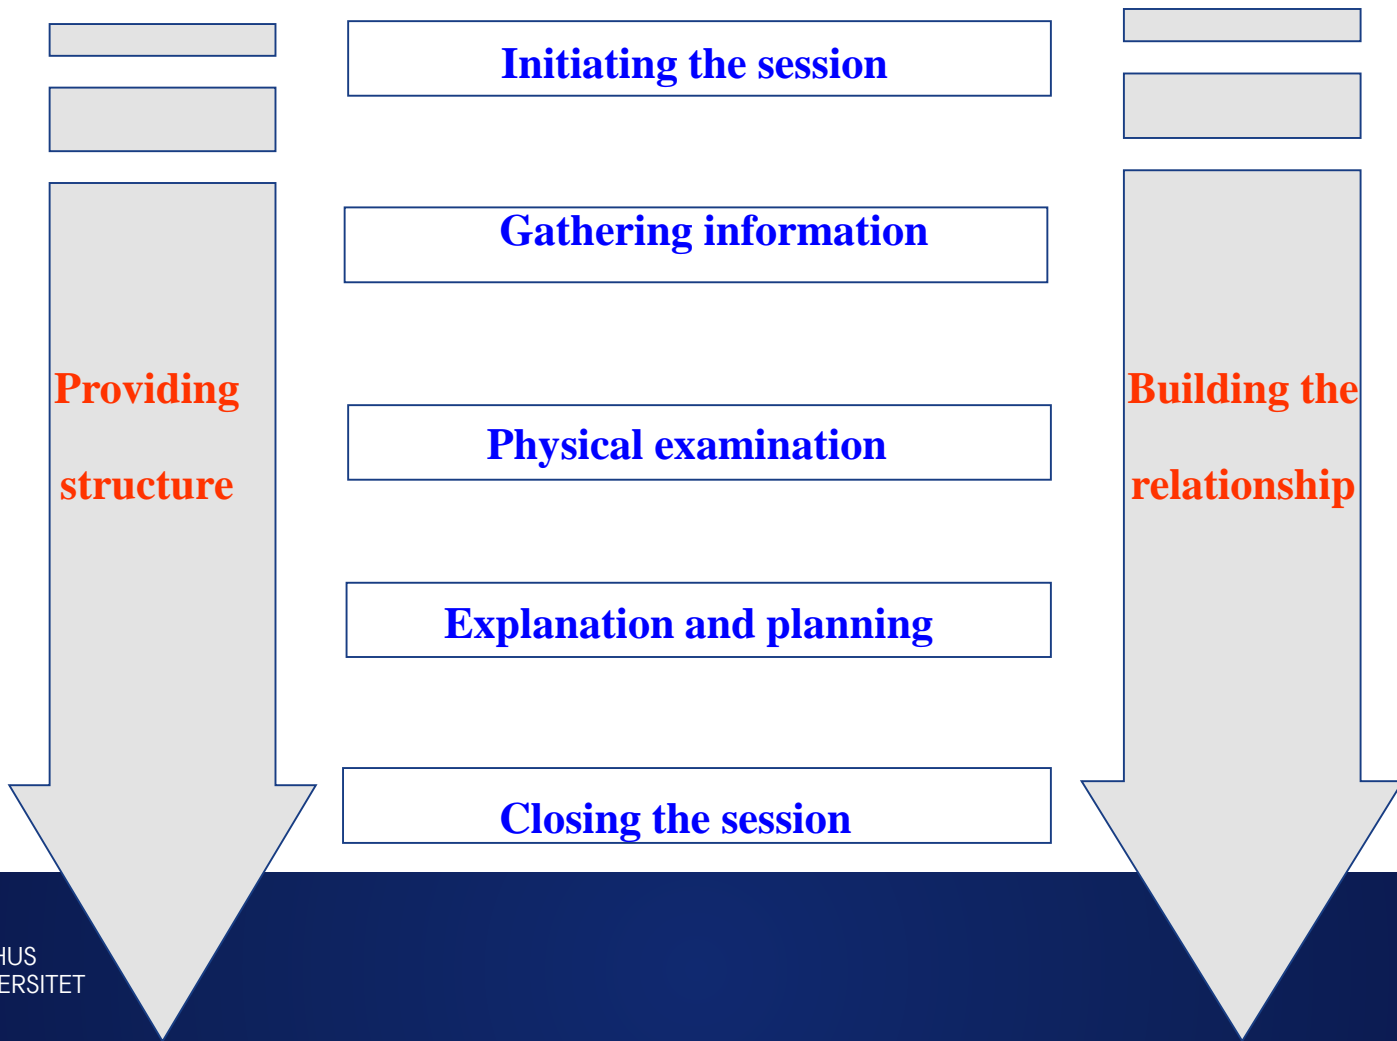 Initiating the session
Gathering information
Providing
structure
Building the
relationship
Physical examination
Explanation and planning
Closing the session
HUS
ERSITET